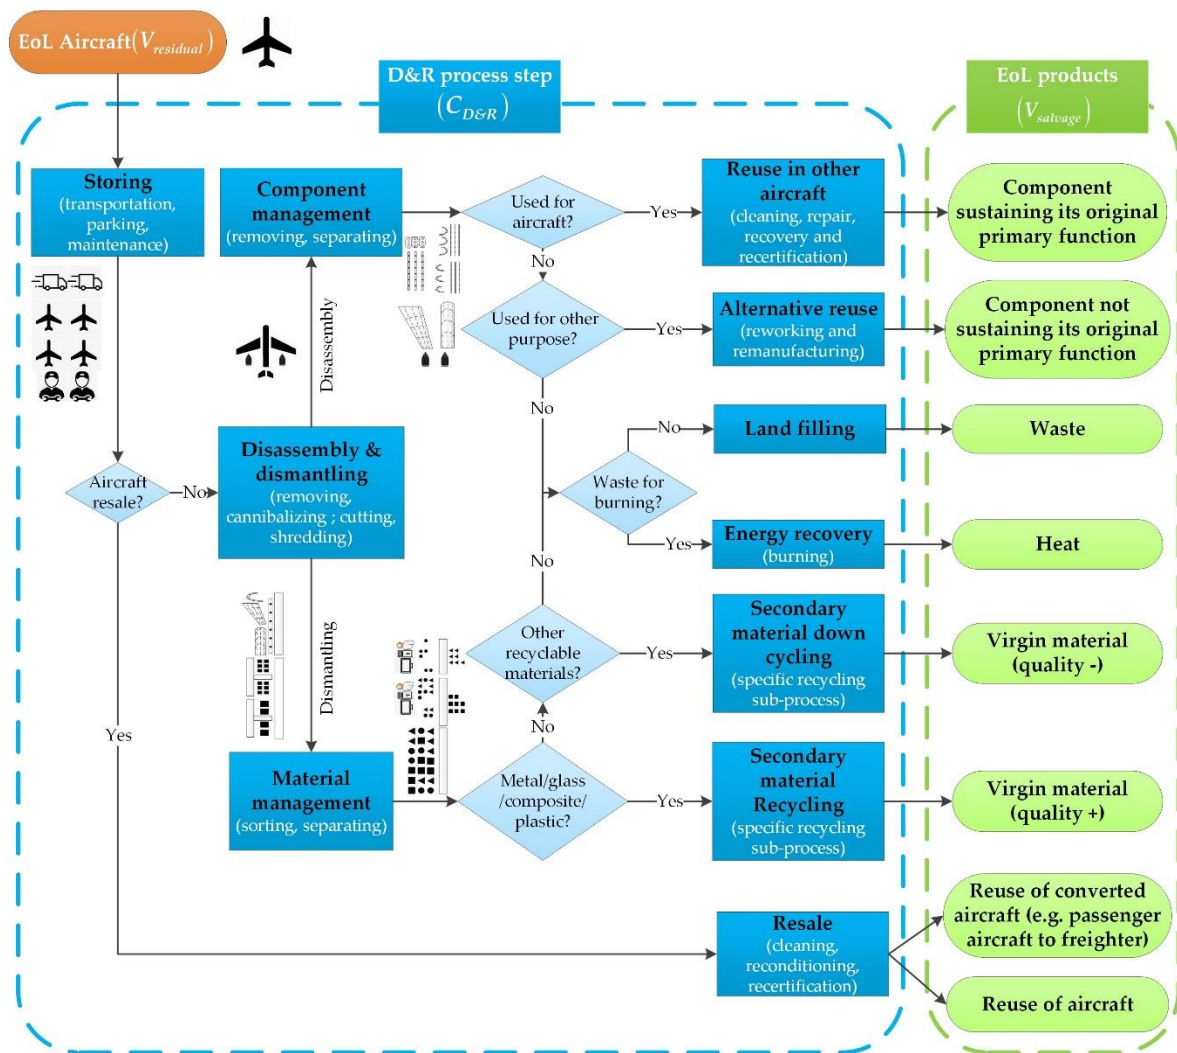 EoL Aircraft(V_residual)
D&R process step
(C_D&R)
EoL products
(V_salvage)
Storing
(transportation,
parking,
maintenance)
Component
management
(removing, separating)
Used for
aircraft?
Yes
Reuse in other
aircraft
(cleaning, repair,
recovery and
recertification)
Component
sustaining its original
primary function
No
Disassembly
Used for other
purpose?
Yes
Alternative reuse
(reworking and
remanufacturing)
Component not
sustaining its original
primary function
No
No
Land filling
Waste
Aircraft
resale?
No
Disassembly &
dismantling
(removing,
cannibalizing ; cutting,
shredding)
Waste for
burning?
Yes
Energy recovery
(burning)
Heat
No
Dismantling
Other
recyclable
materials?
Yes
Secondary
material down
cycling
(specific recycling
sub-process)
Virgin material
(quality -)
No
Yes
Material
management
(sorting, separating)
Metal/glass
/composite/
plastic?
Yes
Secondary
material
Recycling
(specific recycling
sub-process)
Virgin material
(quality +)
Resale
(cleaning,
reconditioning,
recertification)
Reuse of converted
aircraft (e.g. passenger
aircraft to freighter)
Reuse of aircraft